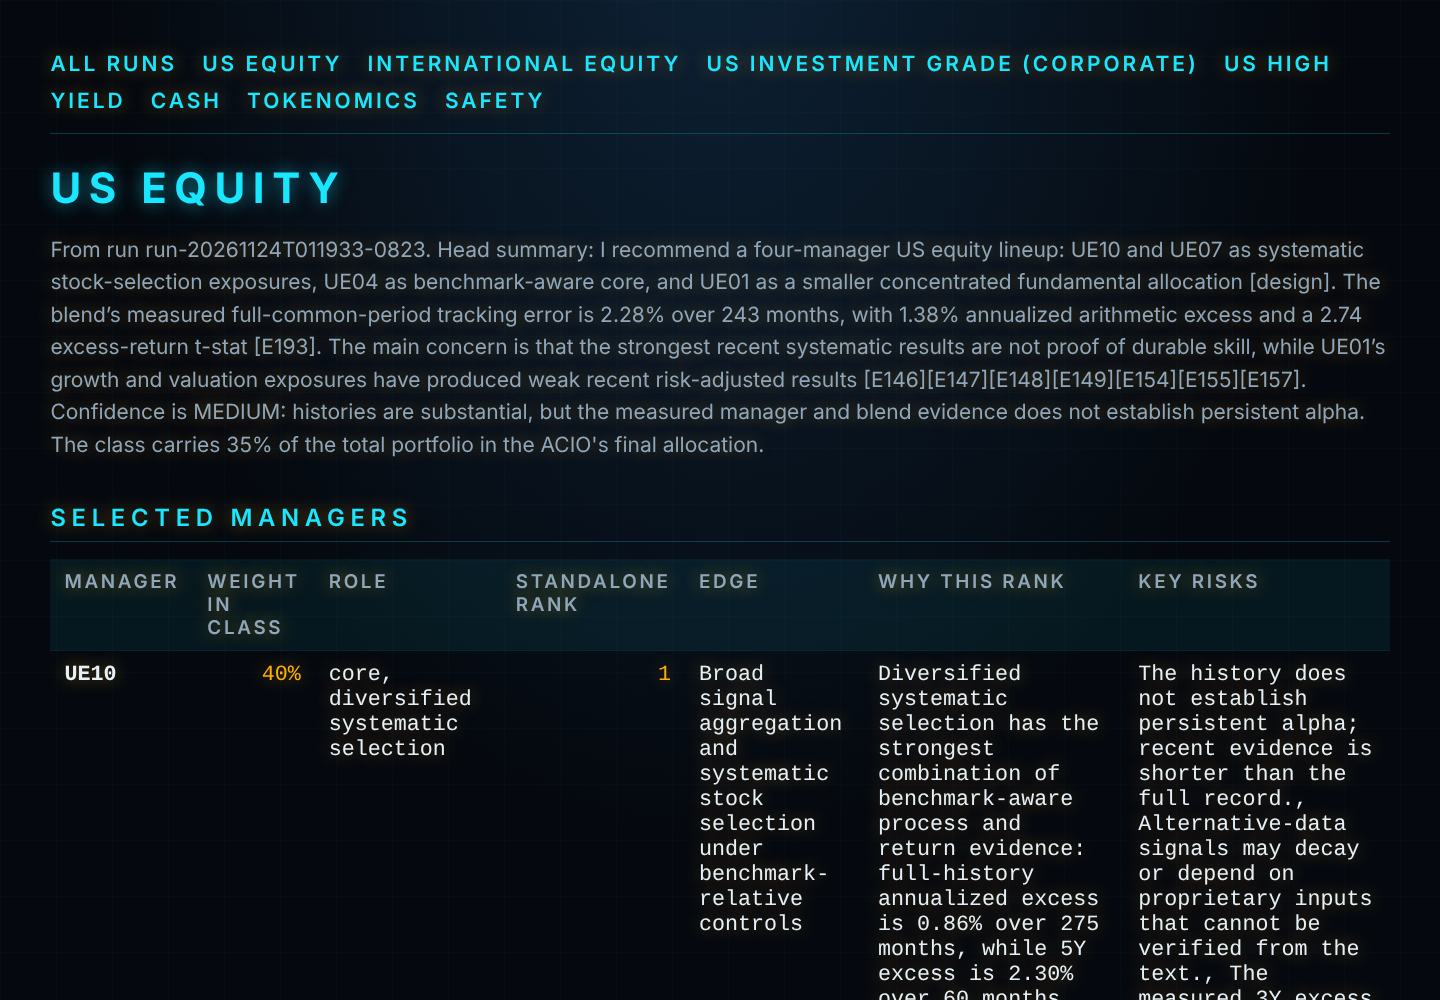 ALL RUNS US EQUITY INTERNATIONAL EQUITY US INVESTMENT GRADE (CORPORATE) US HIGH
YIELD CASH TOKENOMICS SAFETY
US EQUITY
From run run-20261124T011933-0823. Head summary: I recommend a four-manager US equity lineup: UE10 and UE07 as systematic
stock-selection exposures, UE04 as benchmark-aware core, and UE01 as a smaller concentrated fundamental allocation [design]. The
blend’s measured full-common-period tracking error is 2.28% over 243 months, with 1.38% annualized arithmetic excess and a 2.74
excess-return t-stat [E193]. The main concern is that the strongest recent systematic results are not proof of durable skill, while UE01’s
growth and valuation exposures have produced weak recent risk-adjusted results [E146][E147][E148][E149][E154][E155][E157].
Confidence is MEDIUM: histories are substantial, but the measured manager and blend evidence does not establish persistent alpha.
The class carries 35% of the total portfolio in the ACIO's final allocation.
SELECTED MANAGERS
MANAGER
WEIGHT
IN
CLASS
ROLE
STANDALONE
RANK
EDGE
WHY THIS RANK
KEY RISKS
UE10
40%
core,
diversified
systematic
selection
1
Broad
signal
aggregation
and
systematic
stock
selection
under
benchmark-
relative
controls
Diversified
systematic
selection has the
strongest
combination of
benchmark-aware
process and
return evidence:
full-history
annualized excess
is 0.86% over 275
months, while 5Y
excess is 2.30%
over 60 months
The history does
not establish
persistent alpha;
recent evidence is
shorter than the
full record.,
Alternative-data
signals may decay
or depend on
proprietary inputs
that cannot be
verified from the
text., The
measured 3Y excess